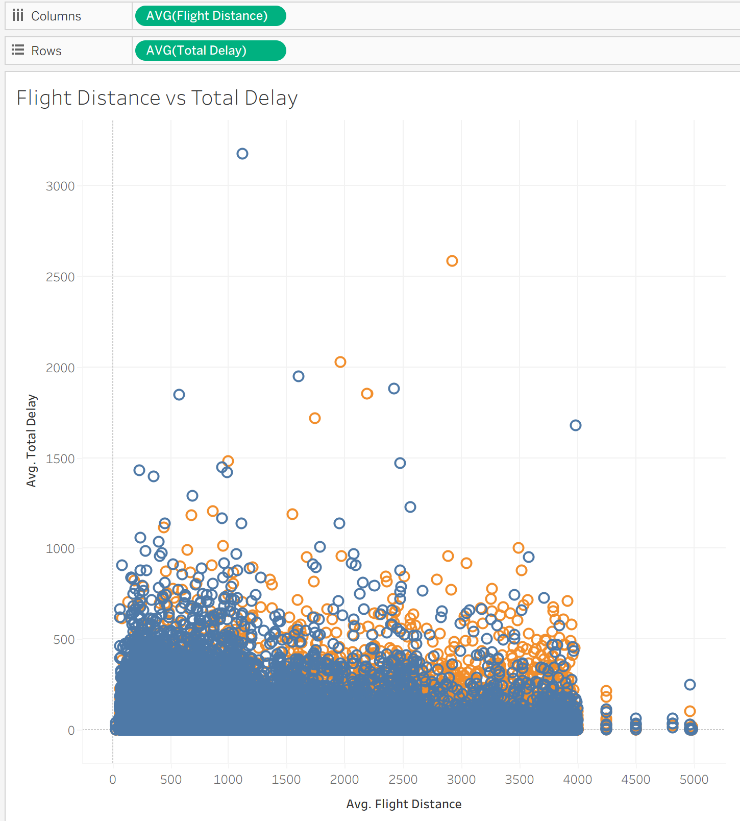 Columns AVG(Flight Distance)
Rows AVG(Total Delay)
Flight Distance vs Total Delay
3000
2500
2000
1500
1000
500
0
Avg. Total Delay
0 500 1000 1500 2000 2500 3000 3500 4000 4500 5000
Avg. Flight Distance